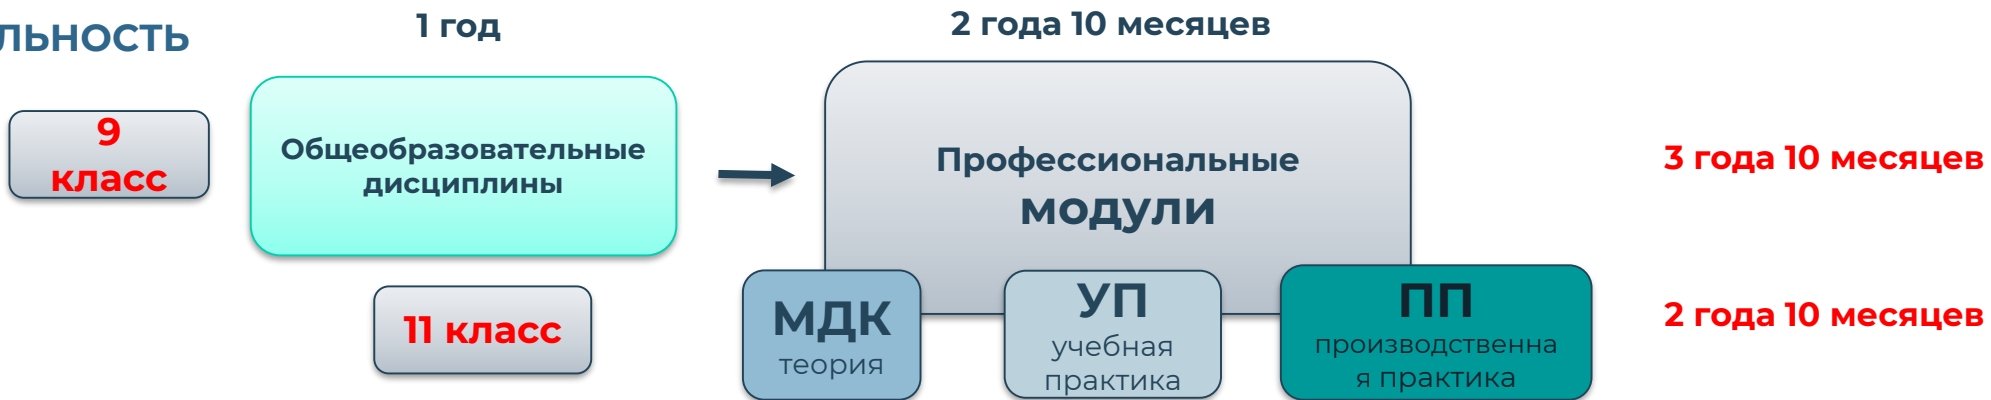 ЛЬНОСТЬ
1 год
2 года 10 месяцев
9
класс
Общеобразовательные
дисциплины
Профессиональные
модули
3 года 10 месяцев
11 класс
МДК
теория
УП
учебная
практика
ПП
производственна
я практика
2 года 10 месяцев